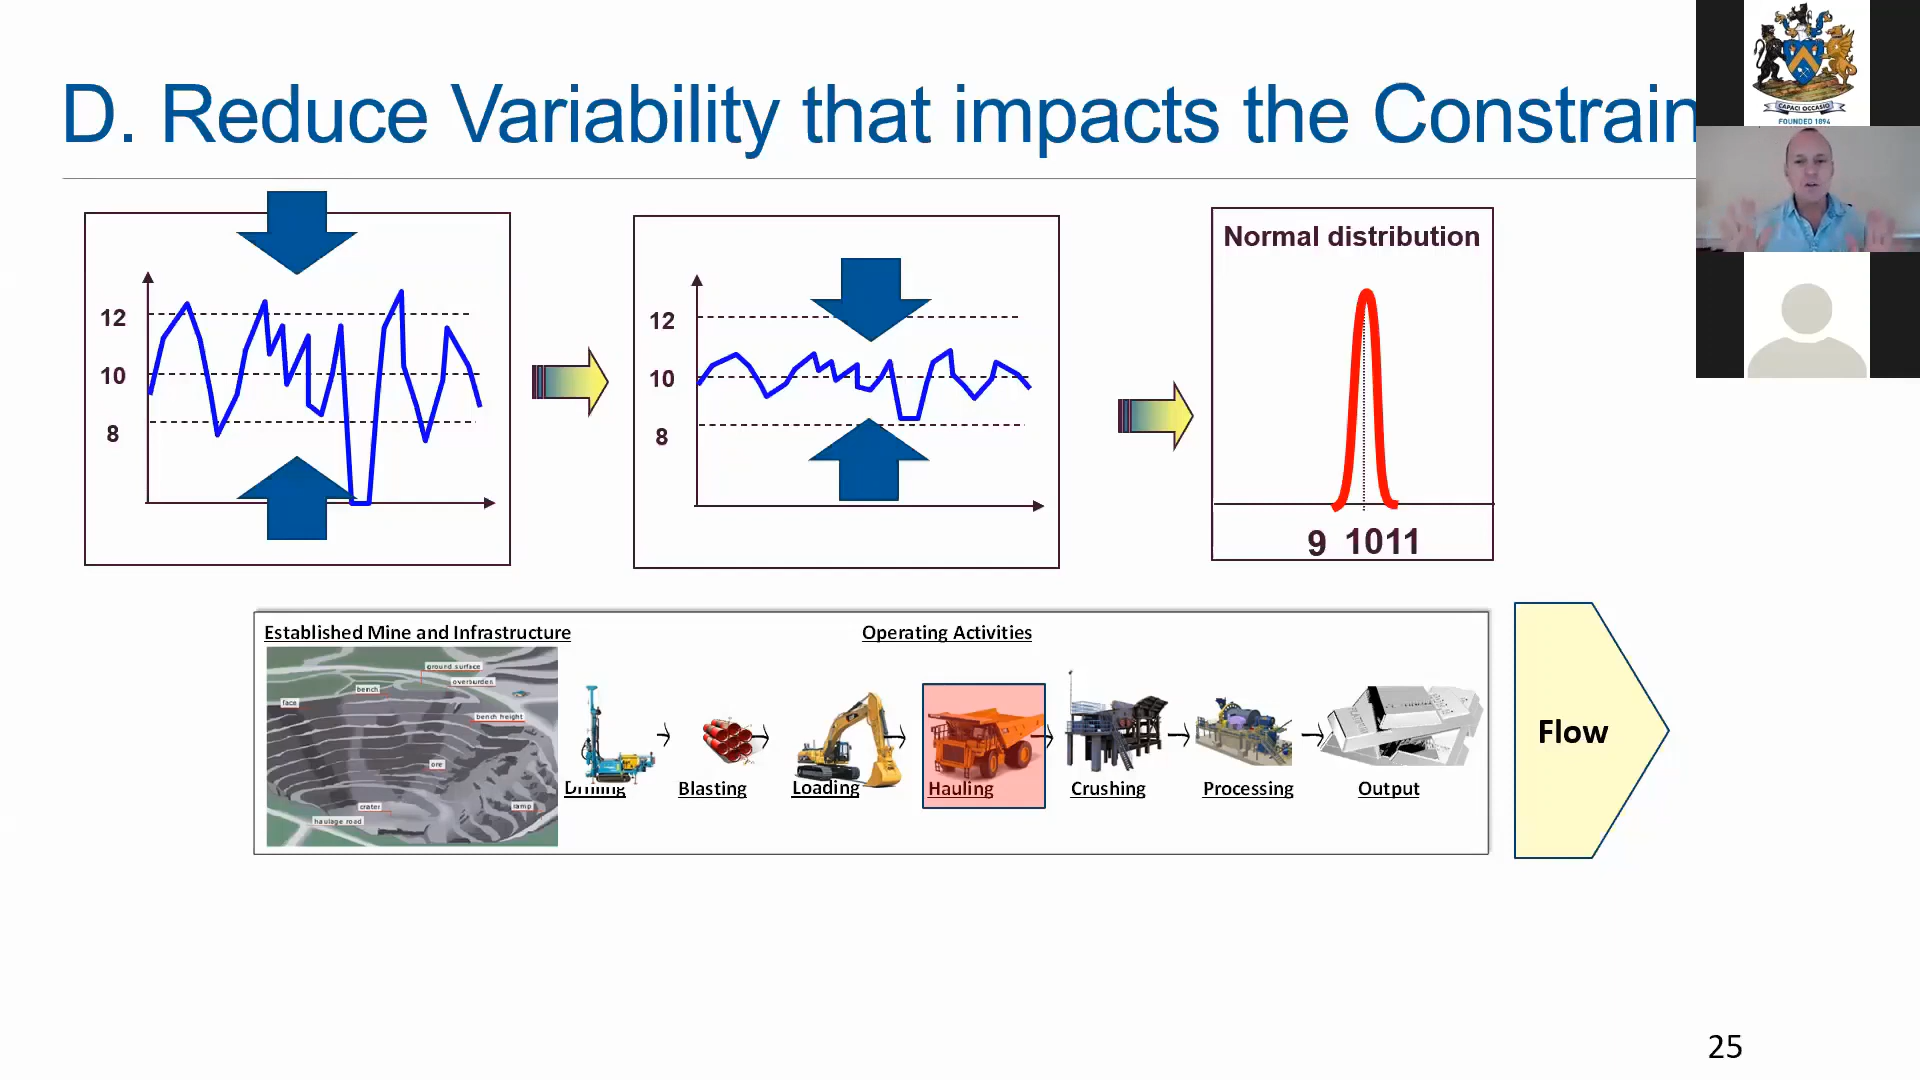 D. Reduce Variability that impacts the Constrain
CAPACI OCCASIO
FOUNDED 1894
12
10
8
12
10
8
Normal distribution
9 1011
Established Mine and Infrastructure
Operating Activities
ground surface
overburden
bench
face
bench height
ore
crater
ramp
haulage road
Drilling
Blasting
Loading
Hauling
Crushing
Processing
Output
Flow
25